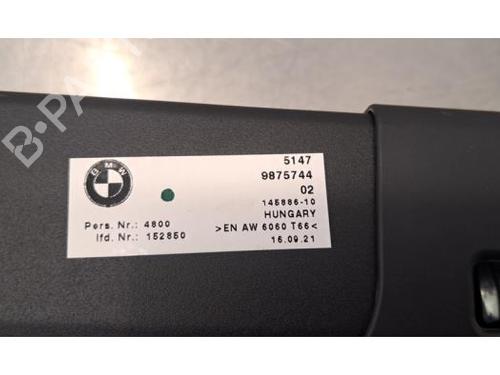 B-PARTS
BMW
5147
9875744
02
145886-10
HUNGARY
Pers. Nr.: 4800
>EN AW 6060 T66<
lfd. Nr.: 152850
16.09.21